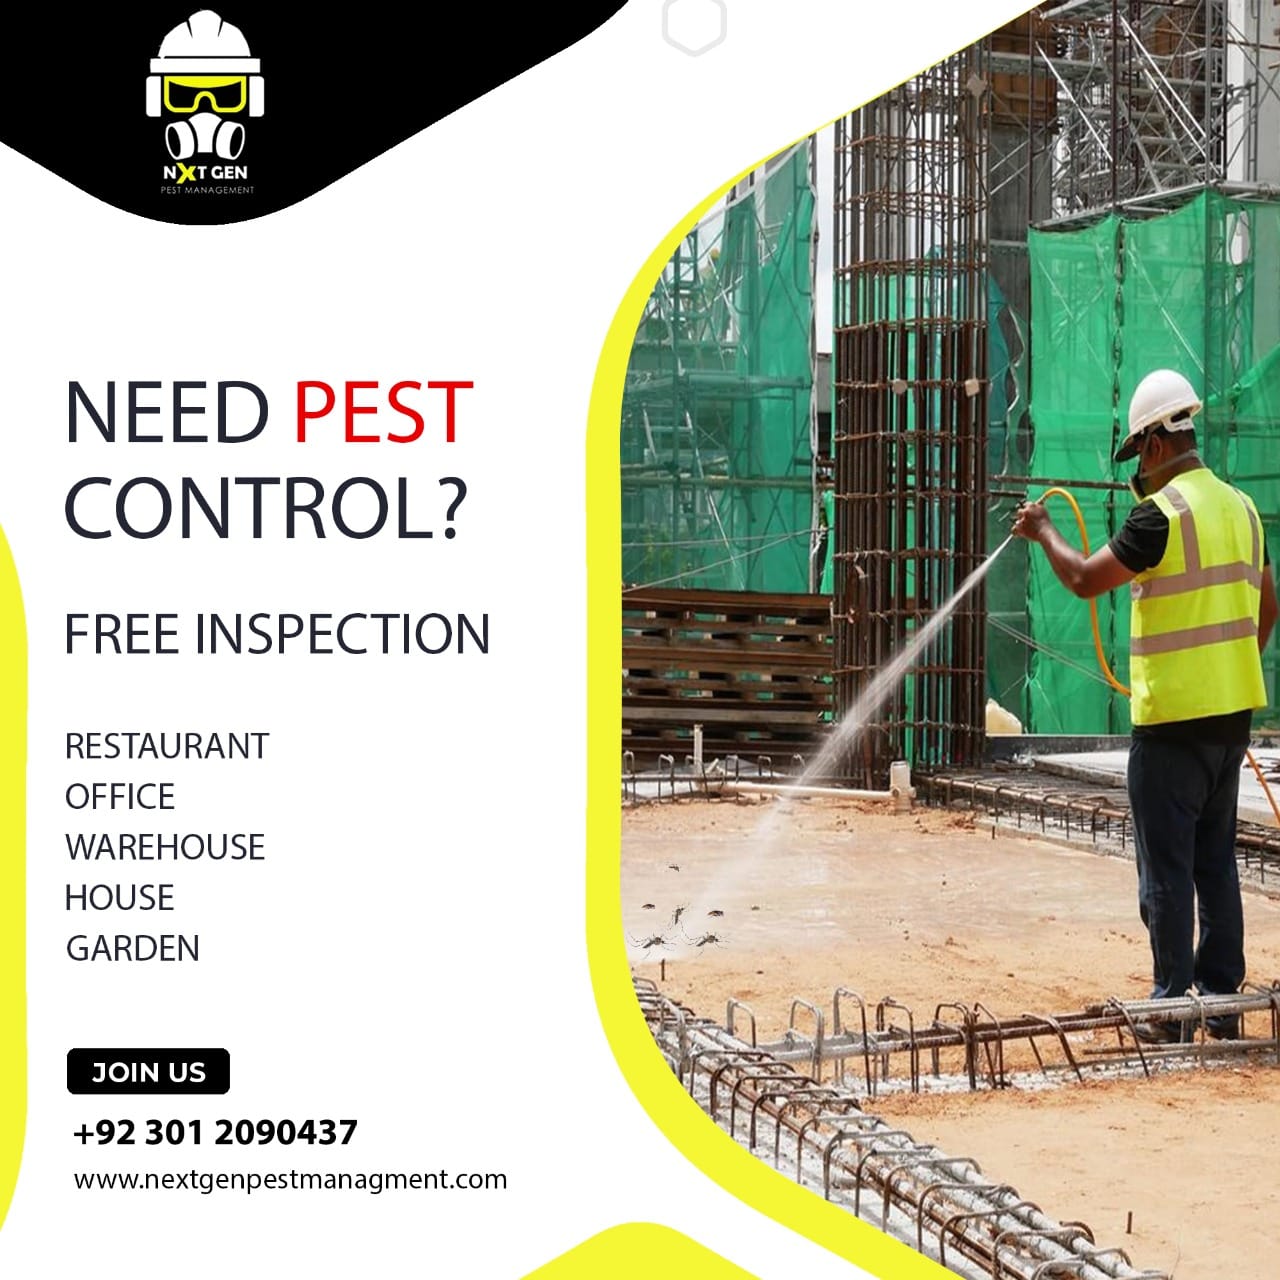 NXT GEN
PEST MANAGEMENT
NEED PEST
CONTROL?
FREE INSPECTION
RESTAURANT
OFFICE
WAREHOUSE
HOUSE
GARDEN
JOIN US
+92 301 2090437
www.nextgenpestmanagment.com